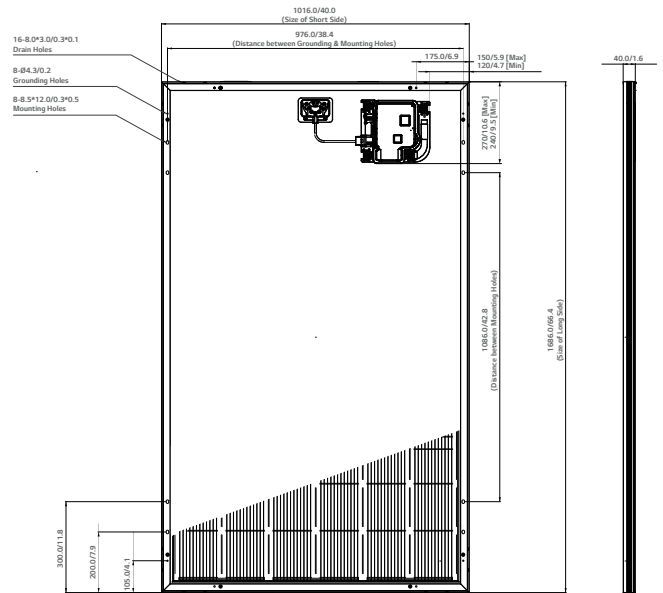 1016.0/40.0
(Size of Short Side)
976.0/38.4
(Distance between Grounding & Mounting Holes)
16-8.0*3.0/0.3*0.1
Drain Holes
175.0/6.9
150/5.9 [Max]
120/4.7 [Min]
40.0/1.6
8-Ø4.3/0.2
Grounding Holes
8-8.5*12.0/0.3*0.5
Mounting Holes
270/10.6 [Max]
240/9.5 [Min]
1086.0/42.8
(Distance between Mounting Holes)
1686.0/66.4
(Size of Long Side)
300.0/11.8
200.0/7.9
105.0/4.1